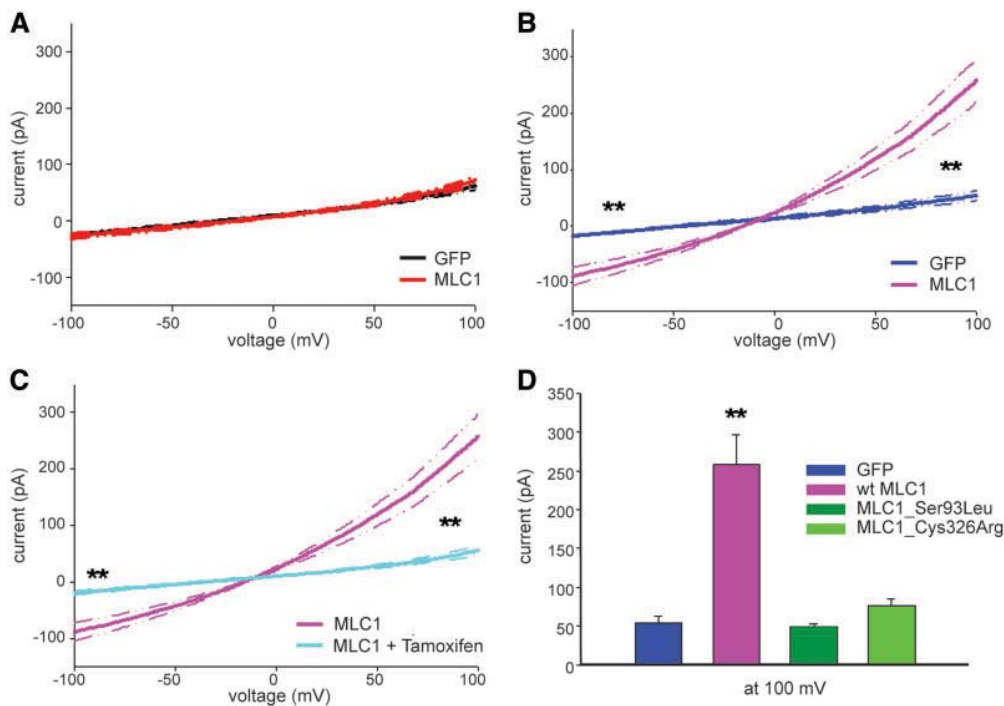 A
300
200
100
0
-100
current (pA)
-100 -50 0 50 100
voltage (mV)
GFP
MLC1
B
300
200
100
0
-100
current (pA)
**
**
-100 -50 0 50 100
voltage (mV)
GFP
MLC1
C
300
200
100
0
-100
current (pA)
**
**
-100 -50 0 50 100
voltage (mV)
MLC1
MLC1 + Tamoxifen
D
350
300
250
200
150
100
50
0
current (pA)
**
GFP
wt MLC1
MLC1_Ser93Leu
MLC1_Cys326Arg
at 100 mV